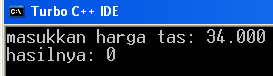 Turbo C++ IDE
masukkan harga tas: 34.000
hasilnya: 0